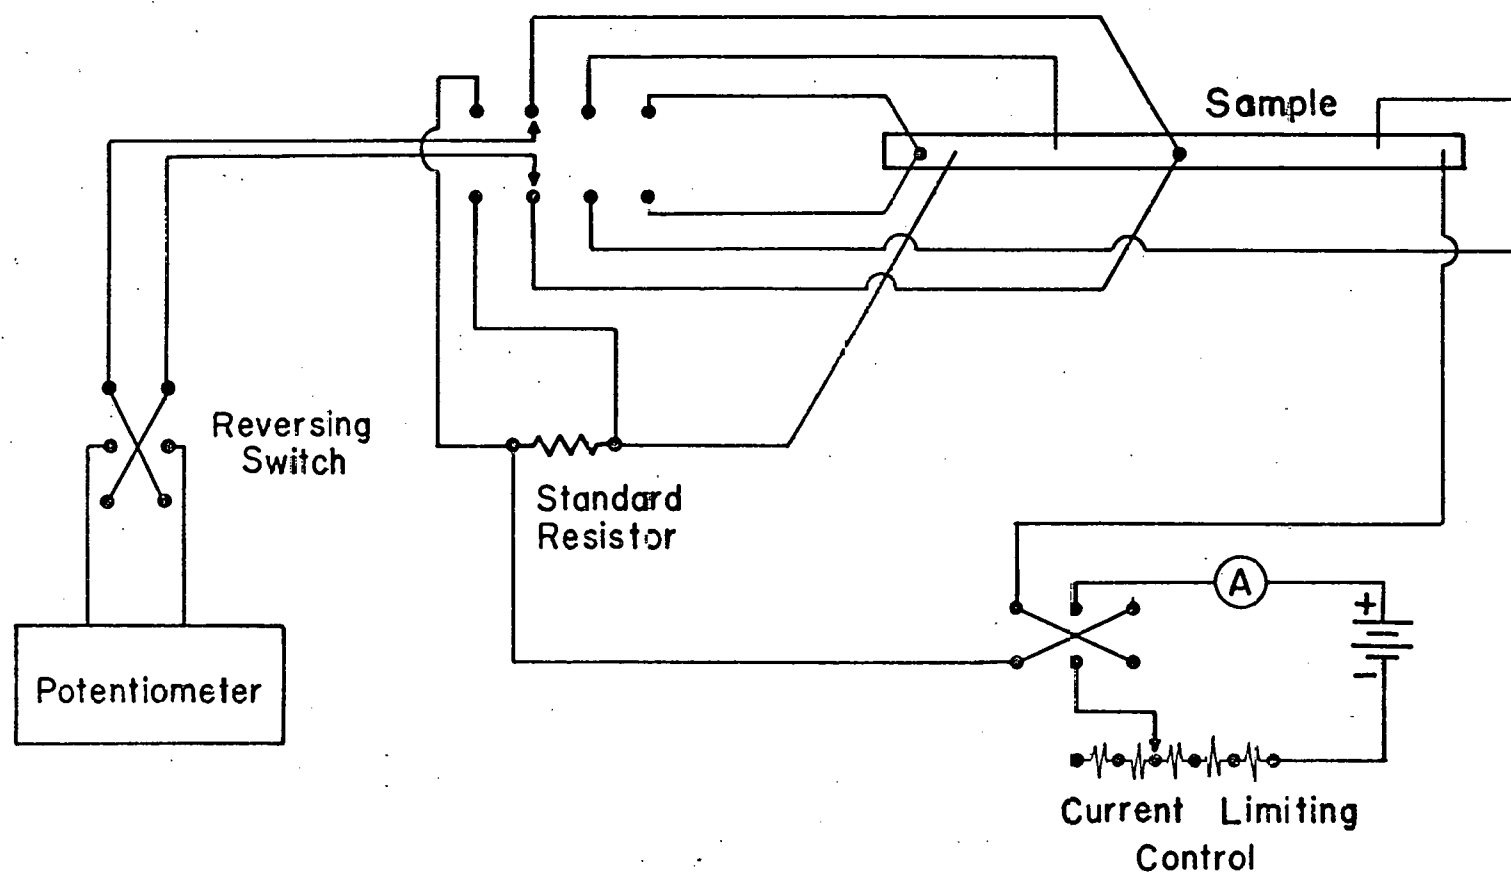 Sample
Reversing
Switch
Standard
Resistor
A
+
Potentiometer
−
Current Limiting
Control